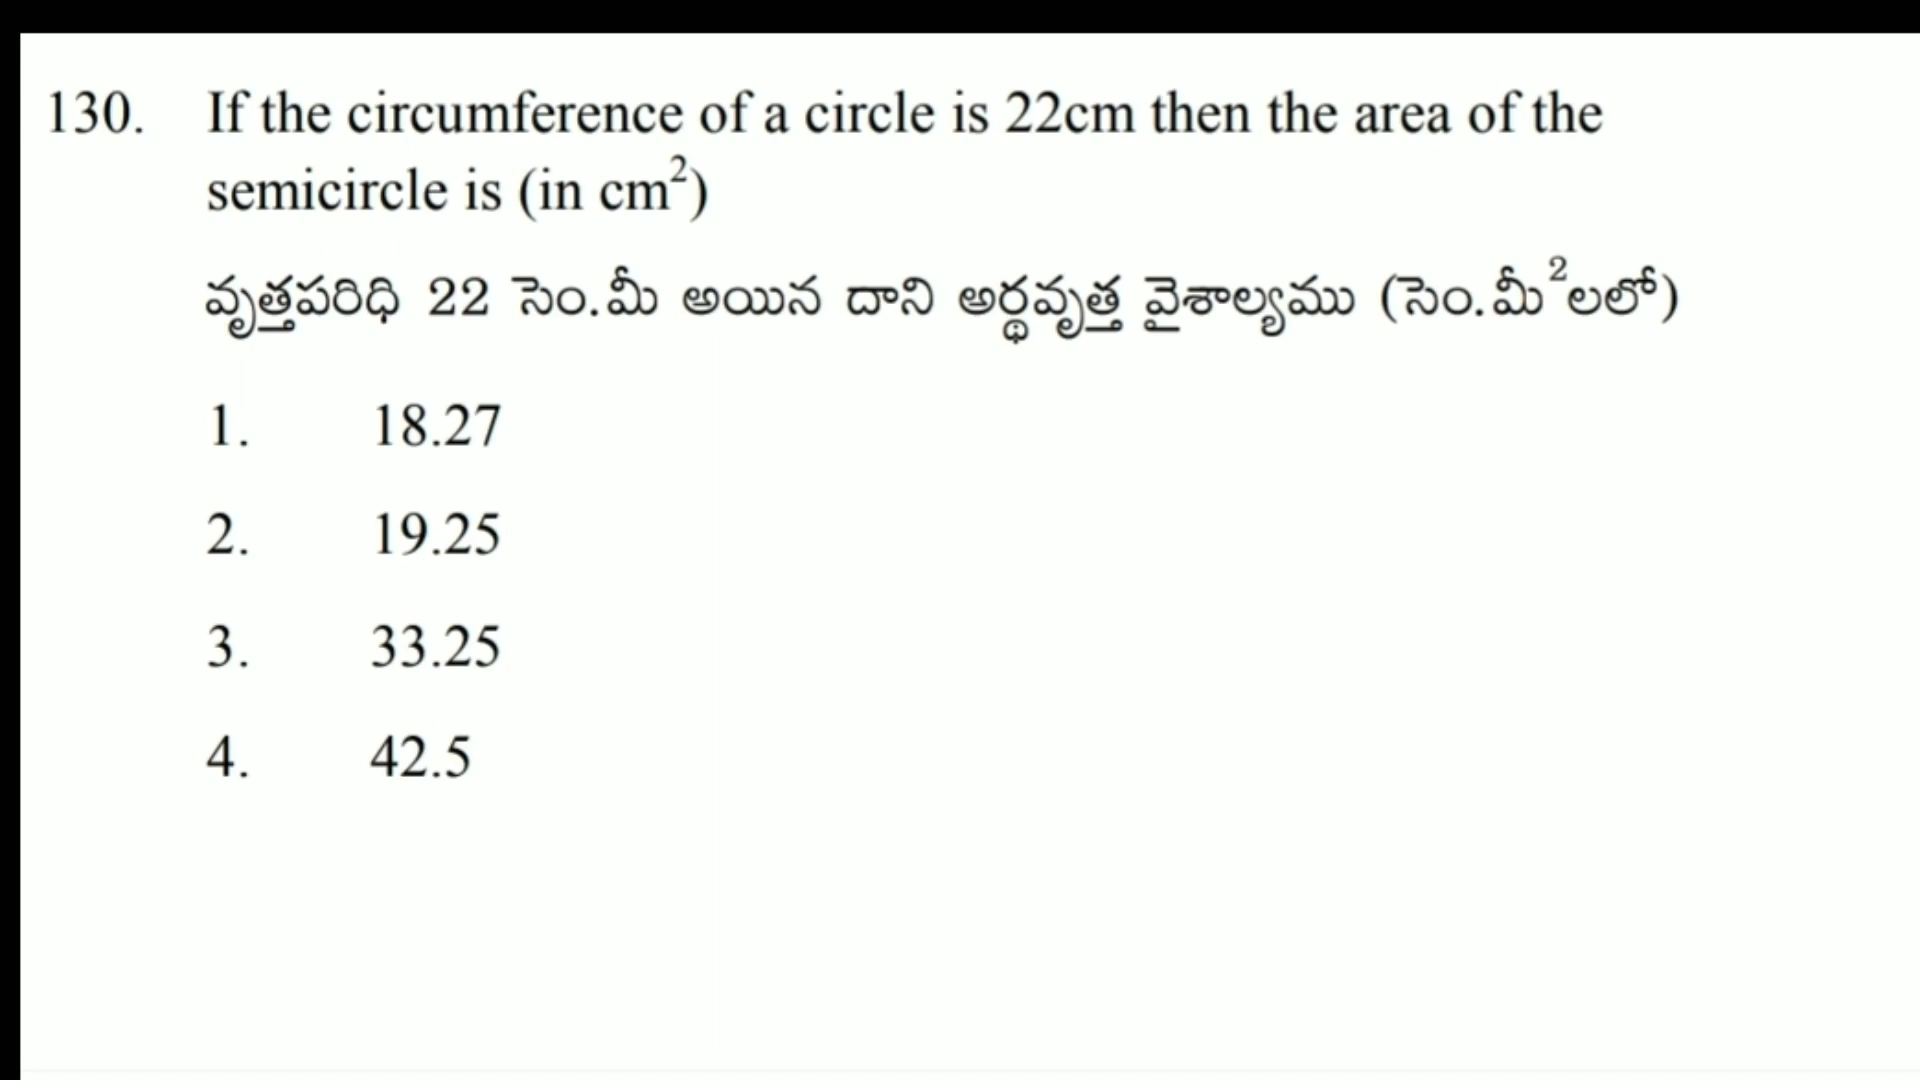 130. If the circumference of a circle is 22cm then the area of the
semicircle is (in cm²)
వృత్తపరిధి 22 సెం.మీ అయిన దాని అర్థవృత్త వైశాల్యము (సెం.మీ²లలో)
1. 18.27
2. 19.25
3. 33.25
4. 42.5